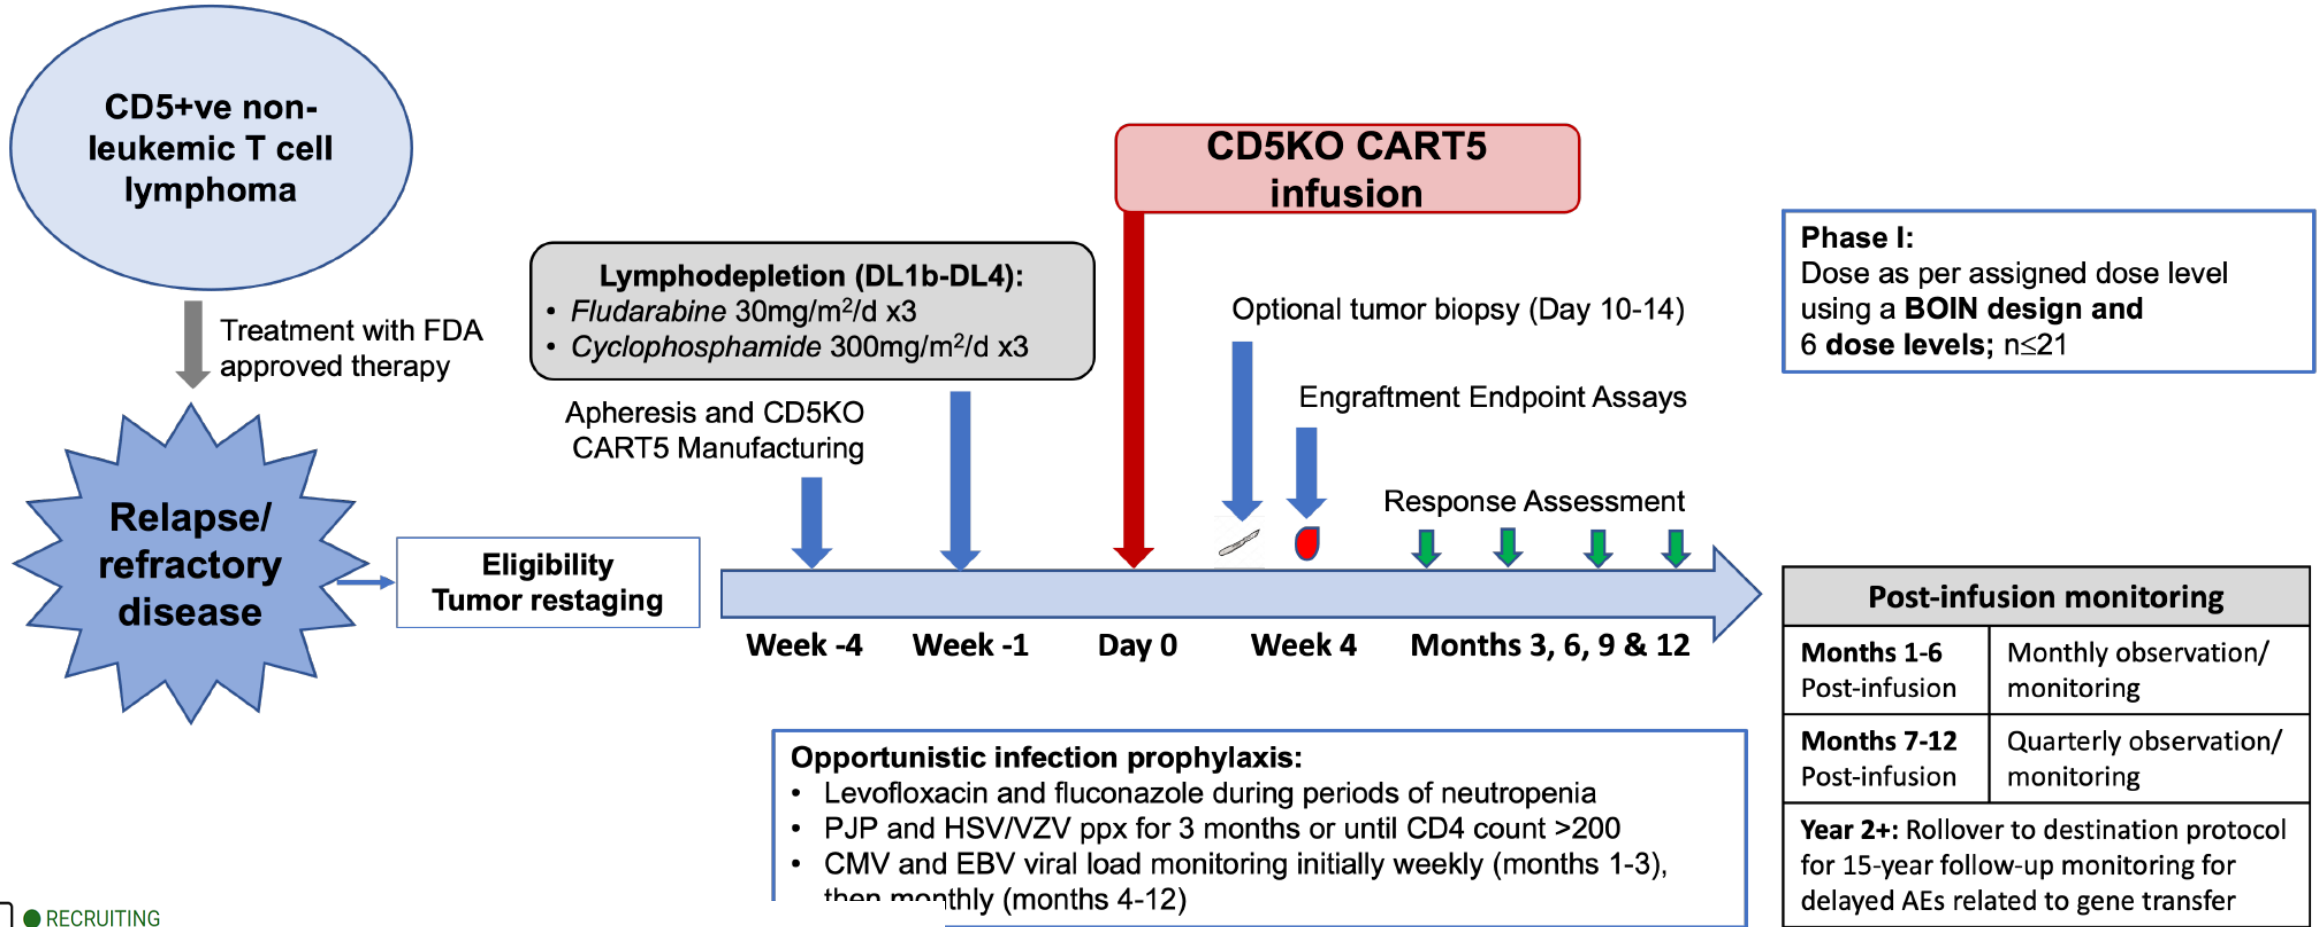 CD5+ve non-
leukemic T cell
lymphoma
Treatment with FDA
approved therapy
Relapse/
refractory
disease
Eligibility
Tumor restaging
Lymphodepletion (DL1b-DL4):
• Fludarabine 30mg/m²/d x3
• Cyclophosphamide 300mg/m²/d x3
Apheresis and CD5KO
CART5 Manufacturing
CD5KO CART5
infusion
Optional tumor biopsy (Day 10-14)
Engraftment Endpoint Assays
Response Assessment
Week -4
Week -1
Day 0
Week 4
Months 3, 6, 9 & 12
Phase I:
Dose as per assigned dose level
using a BOIN design and
6 dose levels; n≤21
Post-infusion monitoring
Months 1-6
Post-infusion
Monthly observation/
monitoring
Months 7-12
Post-infusion
Quarterly observation/
monitoring
Year 2+: Rollover to destination protocol
for 15-year follow-up monitoring for
delayed AEs related to gene transfer
Opportunistic infection prophylaxis:
• Levofloxacin and fluconazole during periods of neutropenia
• PJP and HSV/VZV ppx for 3 months or until CD4 count >200
• CMV and EBV viral load monitoring initially weekly (months 1-3),
then monthly (months 4-12)
RECRUITING